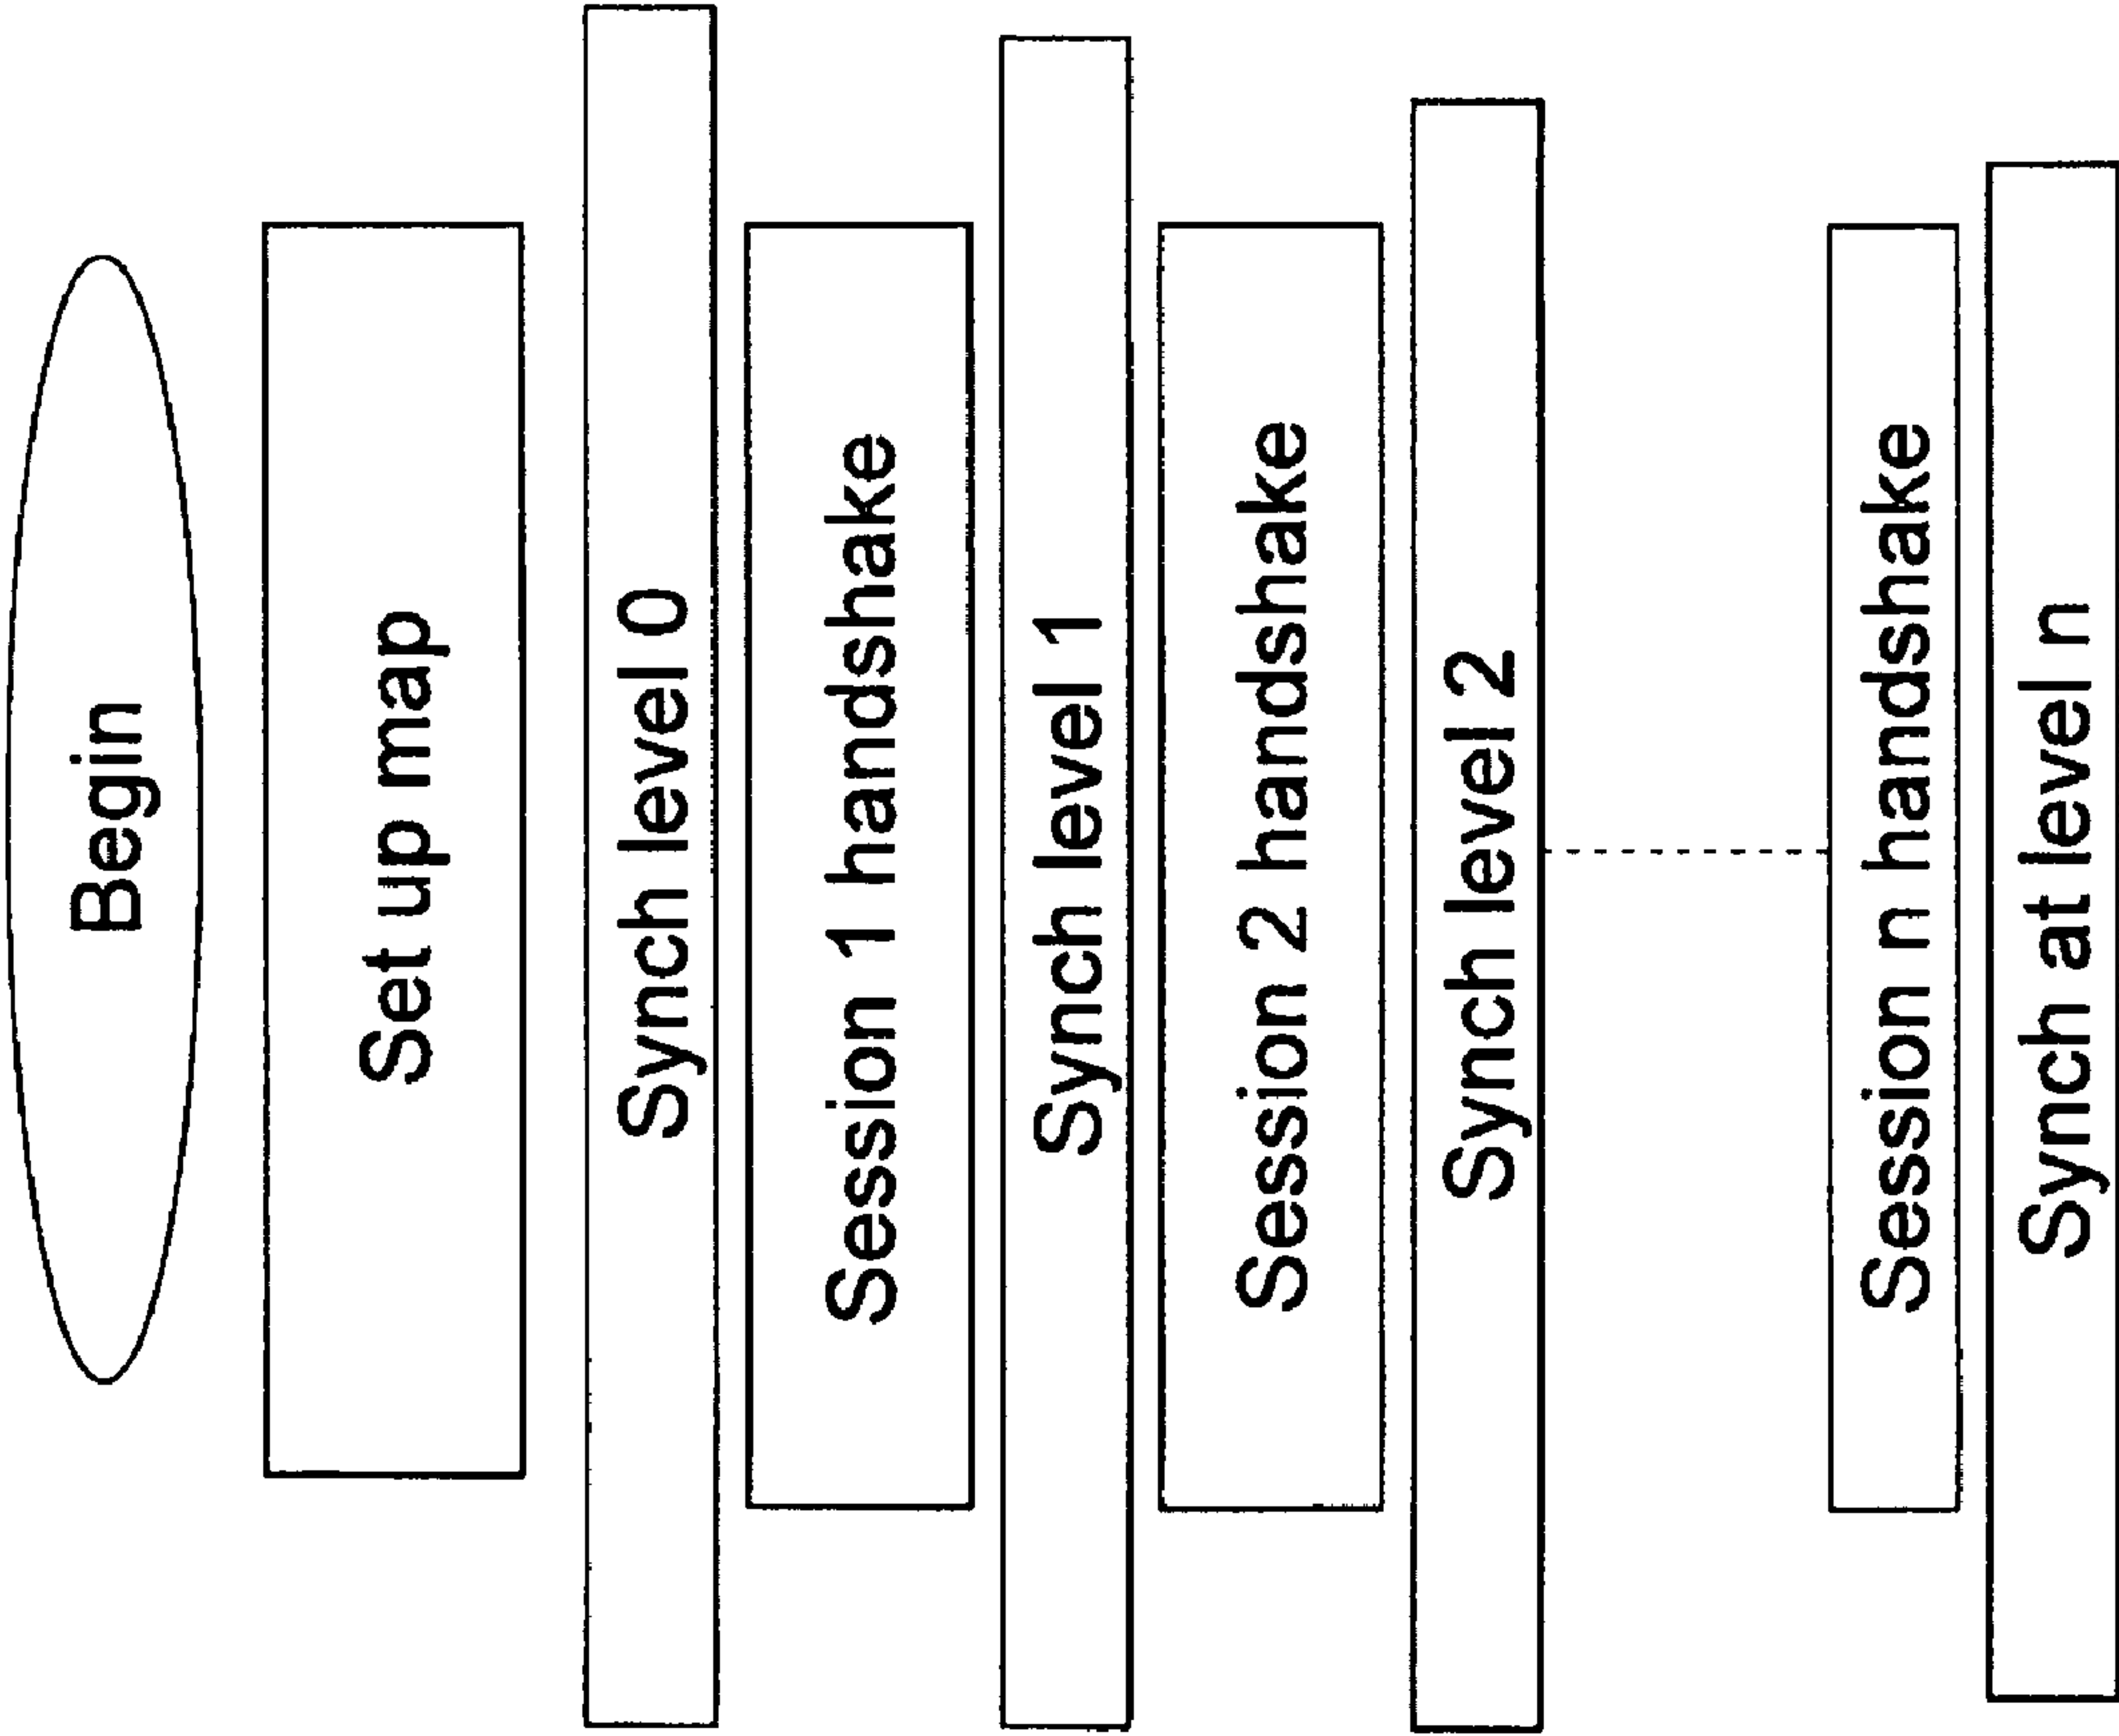 Begin
Set up map
Synch level 0
Session 1 handshake
Synch level 1
Session 2 handshake
Synch level 2
Session n handshake
Synch at level n